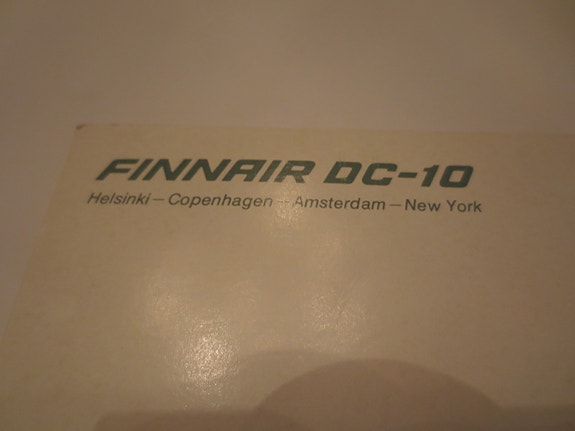 FINNAIR DC-10
Helsinki — Copenhagen — Amsterdam — New York